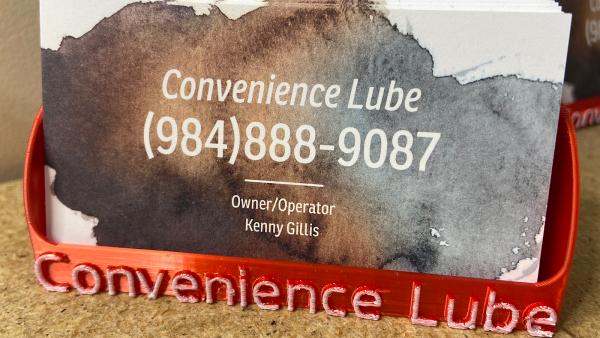 Convenience Lube
(984)888-9087
Owner/Operator
Kenny Gillis
Convenience Lube